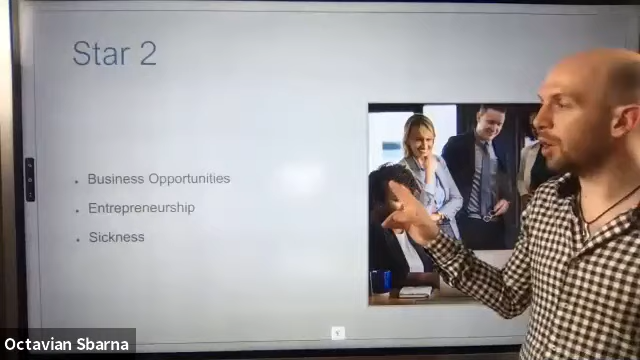 Star 2
Business Opportunities
Entrepreneurship
Sickness
Octavian Sbarna